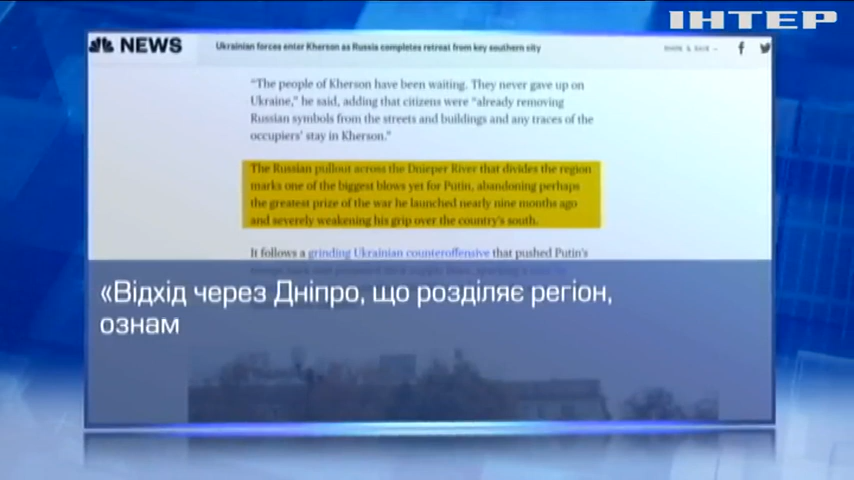 ІНТЕР
NEWS
Ukrainian forces enter Kherson as Russia completes retreat from key southern city
SHARE & SAVE
"The people of Kherson have been waiting. They never gave up on
Ukraine," he said, adding that citizens were "already removing
Russian symbols from the streets and buildings and any traces of the
occupiers' stay in Kherson."
The Russian pullout across the Dnieper River that divides the region
marks one of the biggest blows yet for Putin, abandoning perhaps
the greatest prize of the war he launched nearly nine months ago
and severely weakening his grip over the country's south.
It follows a grinding Ukrainian counteroffensive that pushed Putin's
«Відхід через Дніпро, що розділяє регіон,
ознам